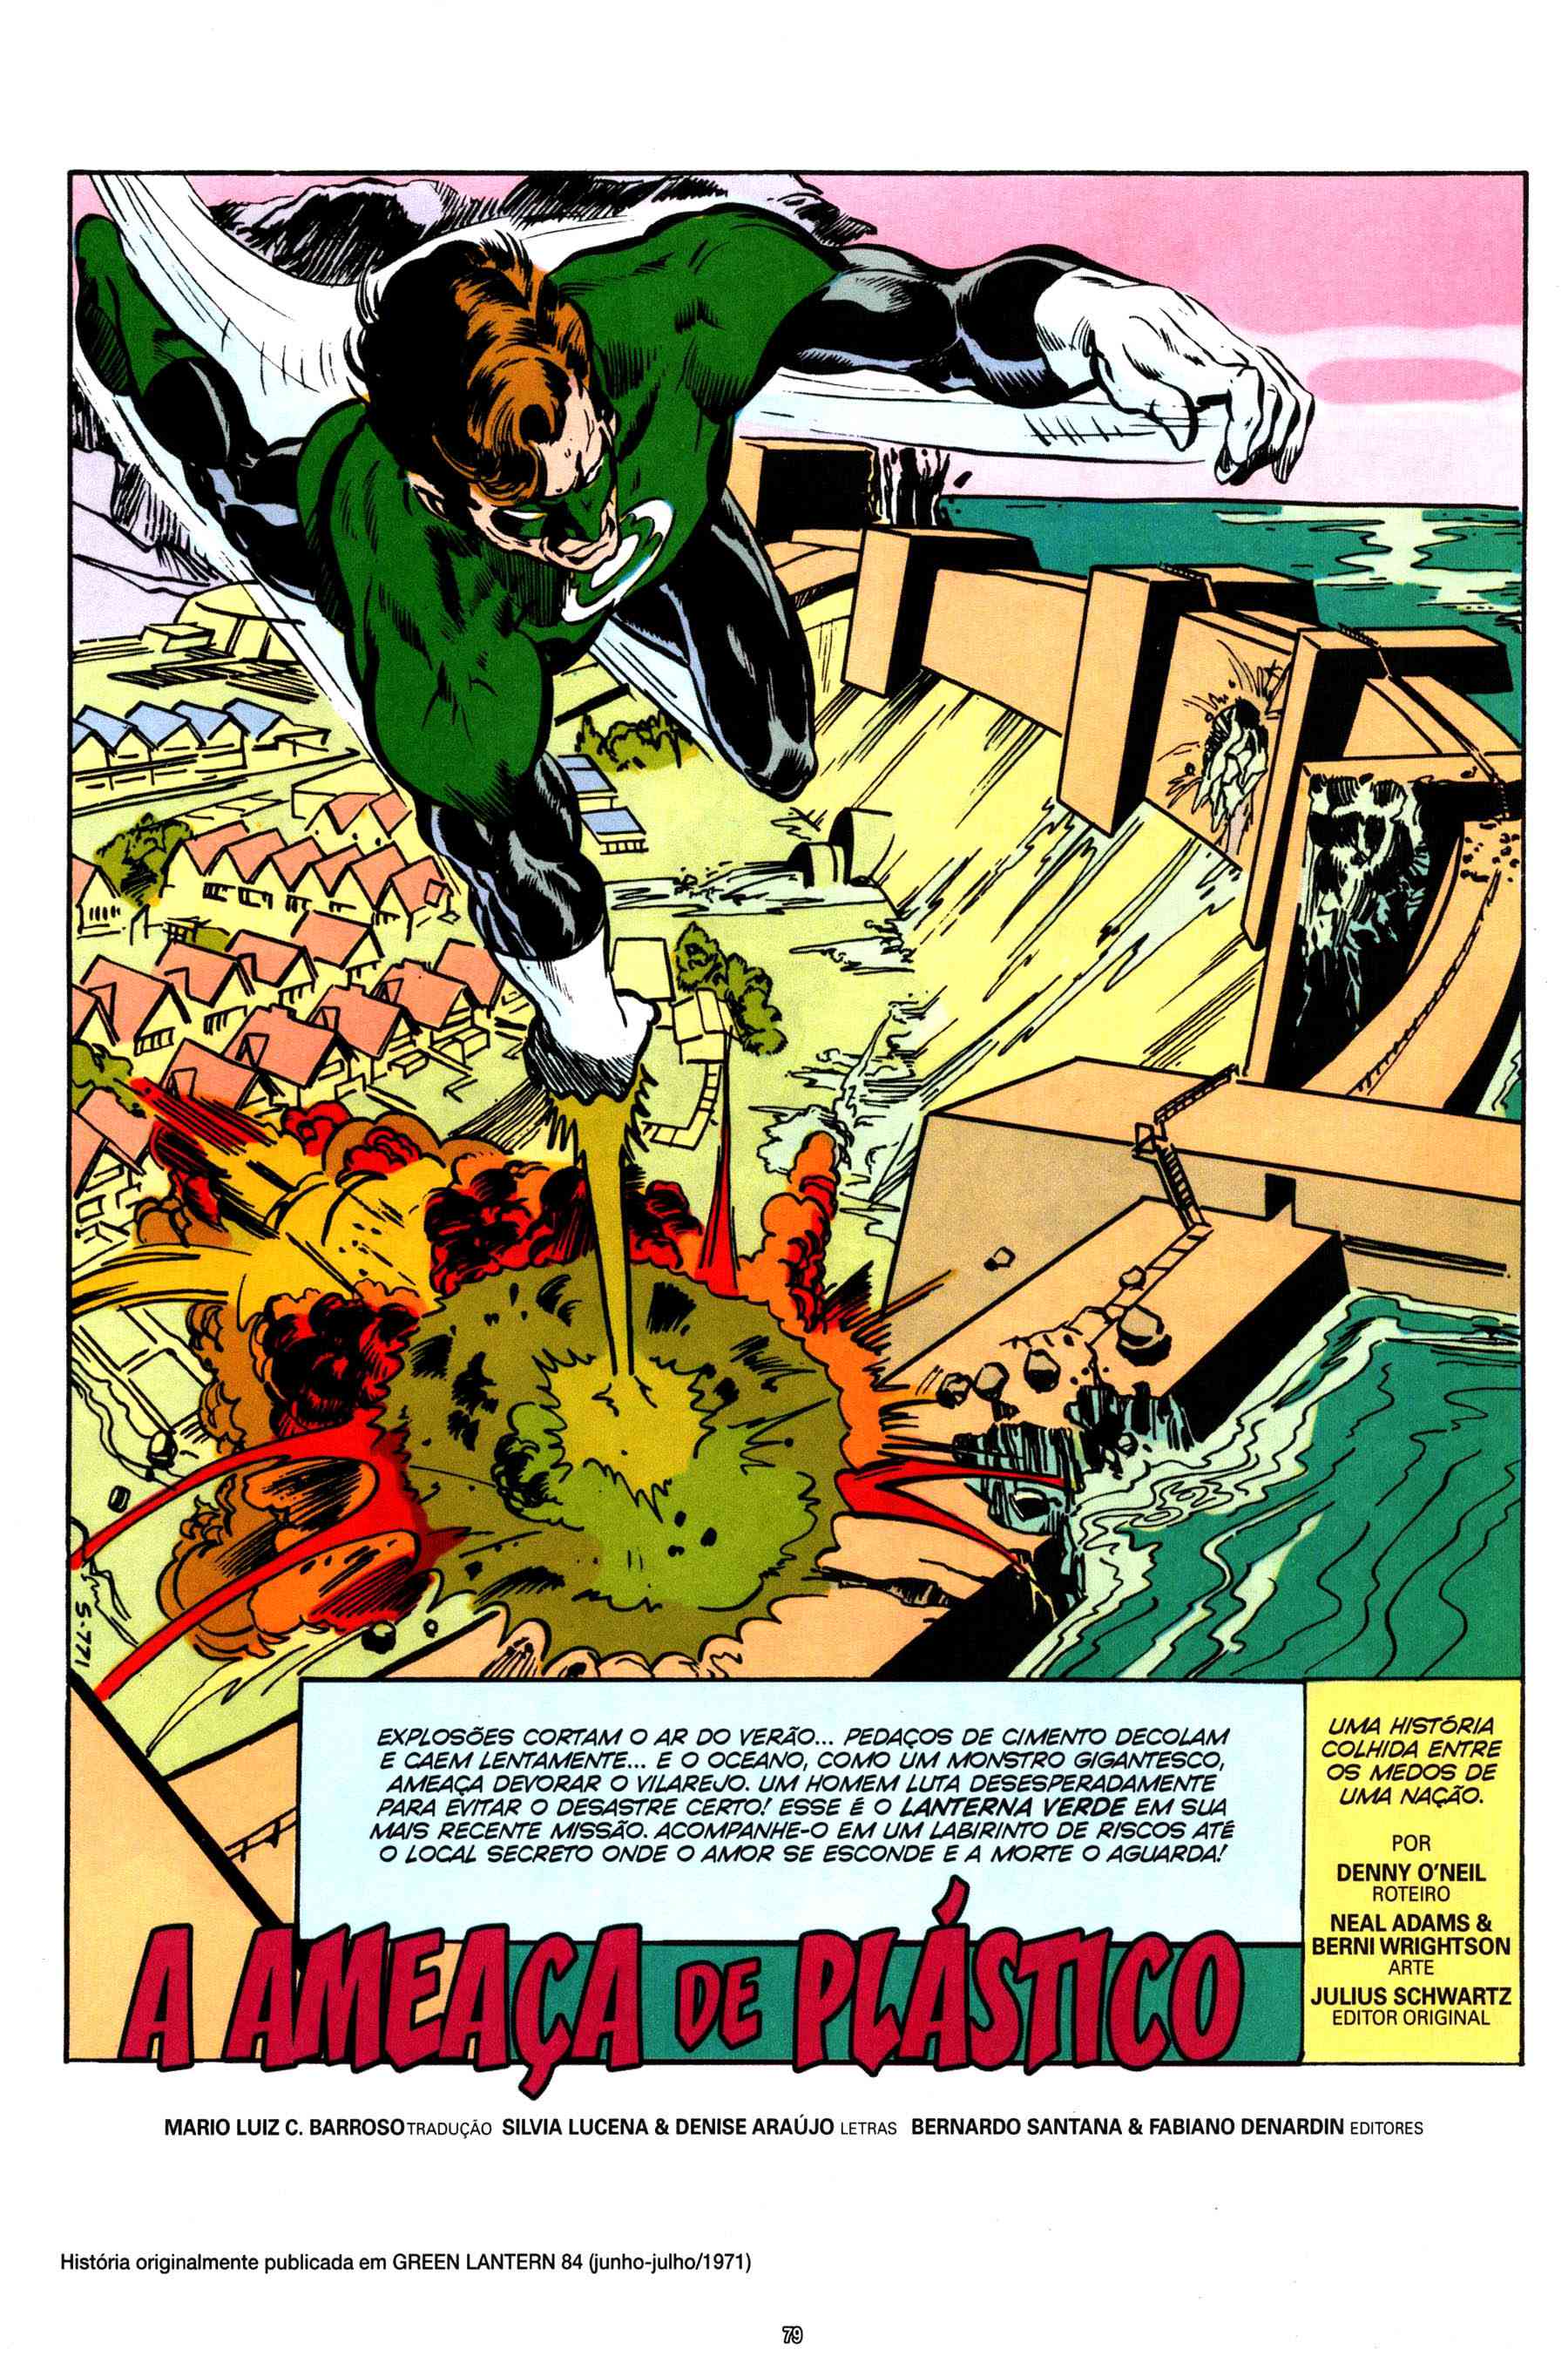 S-771
EXPLOSÕES CORTAM O AR DO VERÃO... PEDAÇOS DE CIMENTO DECOLAM
E CAEM LENTAMENTE... E O OCEANO, COMO UM MONSTRO GIGANTESCO,
AMEAÇA DEVORAR O VILAREJO. UM HOMEM LUTA DESESPERADAMENTE
PARA EVITAR O DESASTRE CERTO! ESSE É O LANTERNA VERDE EM SUA
MAIS RECENTE MISSÃO. ACOMPANHE-O EM UM LABIRINTO DE RISCOS ATÉ
O LOCAL SECRETO ONDE O AMOR SE ESCONDE E A MORTE O AGUARDA!
UMA HISTÓRIA
COLHIDA ENTRE
OS MEDOS DE
UMA NAÇÃO.
POR
DENNY O'NEIL
ROTEIRO
NEAL ADAMS &
BERNI WRIGHTSON
ARTE
JULIUS SCHWARTZ
EDITOR ORIGINAL
A AMEAÇA DE PLÁSTICO
MARIO LUIZ C. BARROSO TRADUÇÃO SILVIA LUCENA & DENISE ARAÚJO LETRAS BERNARDO SANTANA & FABIANO DENARDIN EDITORES
História originalmente publicada em GREEN LANTERN 84 (junho-julho/1971)
79